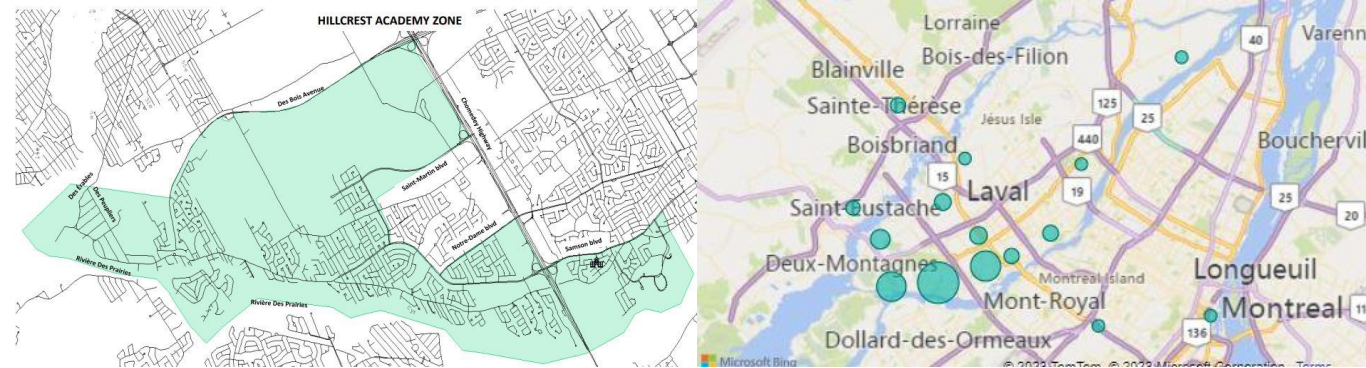 HILLCREST ACADEMY ZONE
Des Bois Avenue
Chomedey Highway
Saint-Martin blvd
Des Érables
Des Peupliers
Notre-Dame blvd
Samson blvd
Rivière Des Prairies
Rivière Des Prairies
Lorraine
40
Varenn
Bois-des-Filion
Blainville
Sainte-Thérèse
125
Jésus Isle
25
Boisbriand
440
Bouchervil
15
Laval
19
25
Saint-Eustache
20
Deux-Montagnes
Longueuil
Montreal Island
Mont-Royal
Montreal
11
136
Dollard-des-Ormeaux
Microsoft Bing
© 2023 TomTom, © 2023 Microsoft Corporation Terms